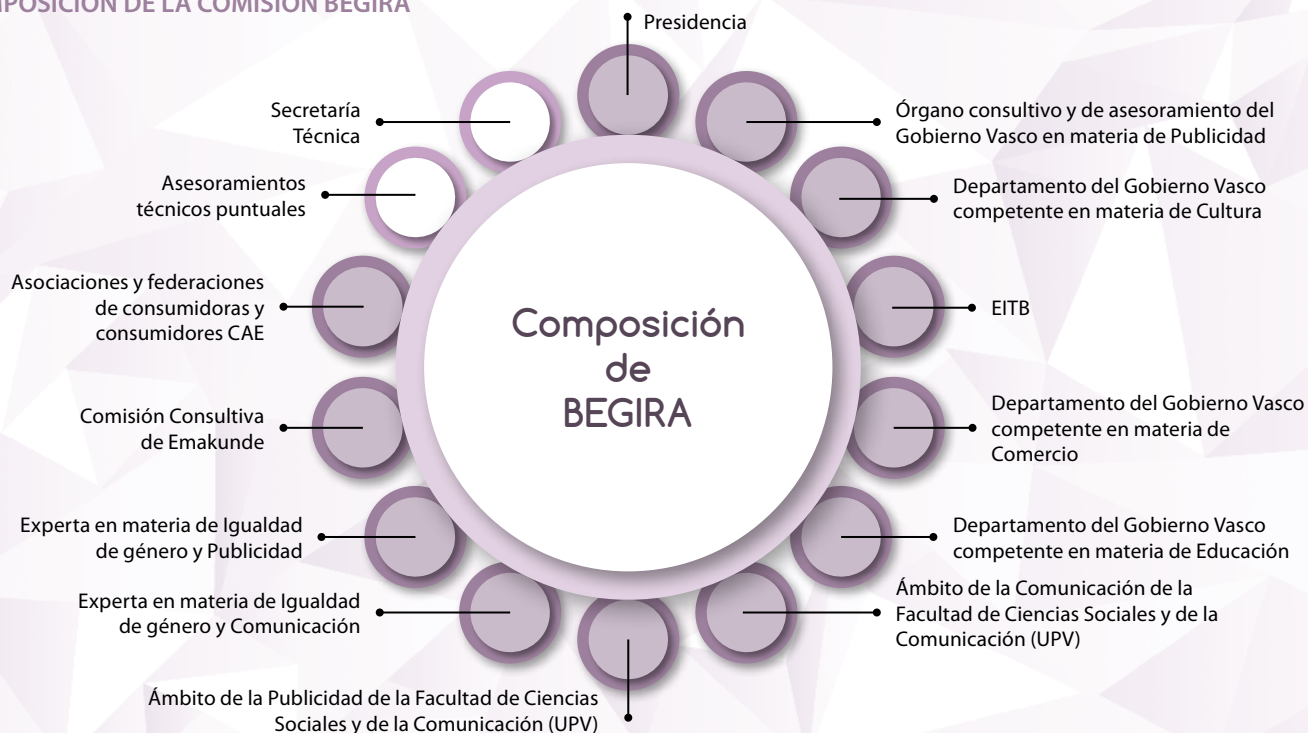 POSICIÓN DE LA COMISIÓN BEGIRA
Presidencia
Órgano consultivo y de asesoramiento del
Gobierno Vasco en materia de Publicidad
Departamento del Gobierno Vasco
competente en materia de Cultura
EITB
Departamento del Gobierno Vasco
competente en materia de
Comercio
Departamento del Gobierno Vasco
competente en materia de Educación
Ámbito de la Comunicación de la
Facultad de Ciencias Sociales y de la
Comunicación (UPV)
Ámbito de la Publicidad de la Facultad de Ciencias
Sociales y de la Comunicación (UPV)
Experta en materia de Igualdad
de género y Comunicación
Experta en materia de Igualdad
de género y Publicidad
Comisión Consultiva
de Emakunde
Asociaciones y federaciones
de consumidoras y
consumidores CAE
Asesoramientos
técnicos puntuales
Secretaría
Técnica
Composición
de
BEGIRA